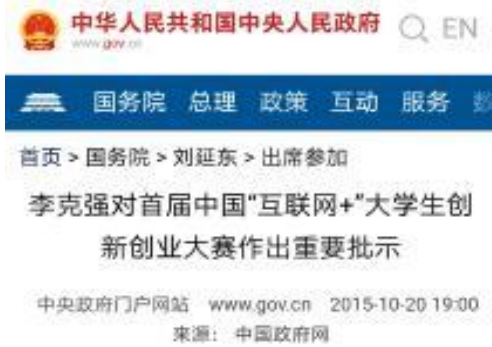 中华人民共和国中央人民政府 EN
www.gov.cn
国务院 总理 政策 互动 服务 数
首页 > 国务院 > 刘延东 > 出席参加
李克强对首届中国“互联网+”大学生创
新创业大赛作出重要批示
中央政府门户网站 www.gov.cn 2015-10-20 19:00
来源: 中国政府网